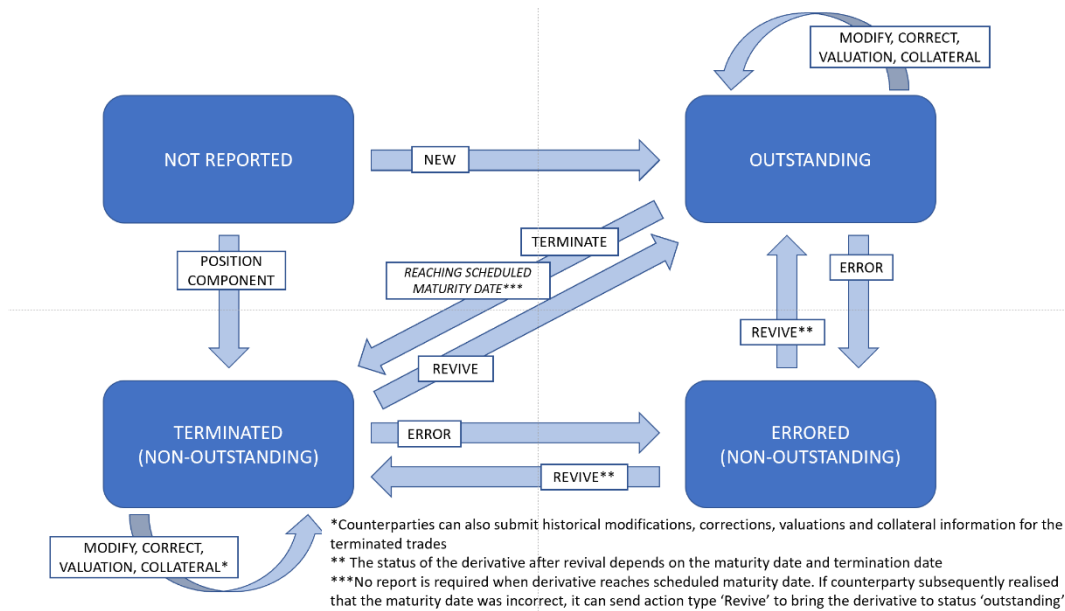 MODIFY, CORRECT,
VALUATION, COLLATERAL
NOT REPORTED
NEW
OUTSTANDING
TERMINATE
POSITION
COMPONENT
REACHING SCHEDULED
MATURITY DATE***
ERROR
REVIVE**
REVIVE
TERMINATED
(NON-OUTSTANDING)
ERROR
ERRORED
(NON-OUTSTANDING)
REVIVE**
MODIFY, CORRECT,
VALUATION, COLLATERAL*
*Counterparties can also submit historical modifications, corrections, valuations and collateral information for the
terminated trades
** The status of the derivative after revival depends on the maturity date and termination date
***No report is required when derivative reaches scheduled maturity date. If counterparty subsequently realised
that the maturity date was incorrect, it can send action type ‘Revive’ to bring the derivative to status ‘outstanding’